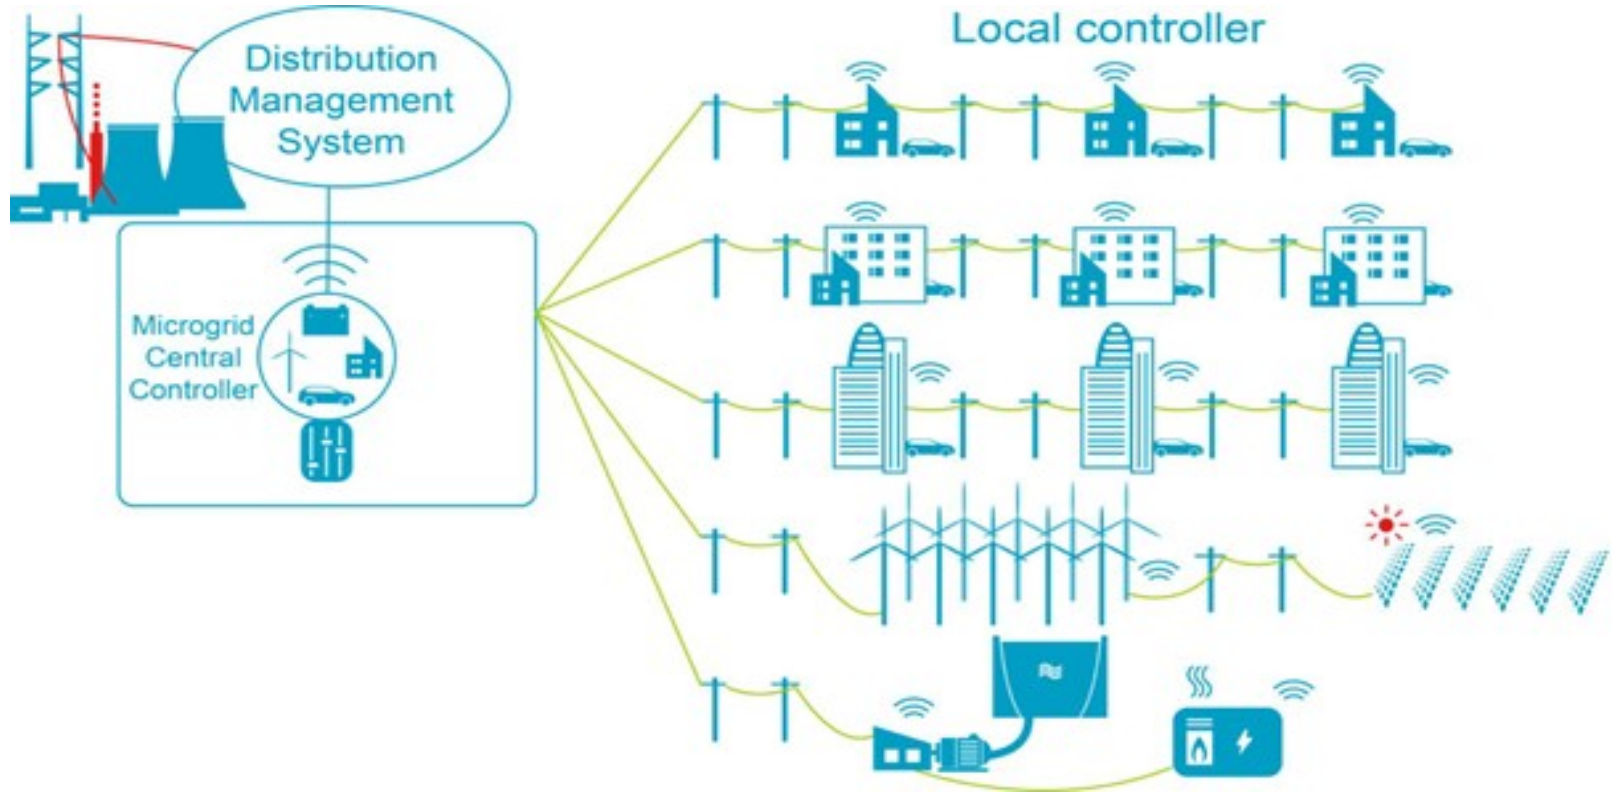 Distribution
Management
System
Local controller
Microgrid
Central
Controller